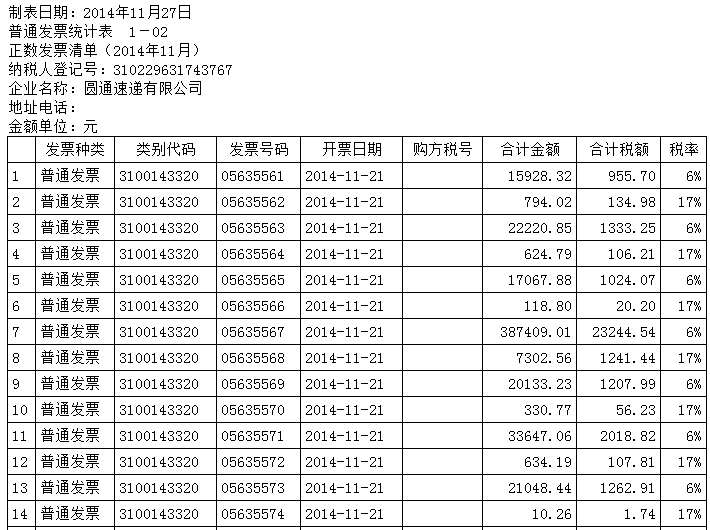 制表日期：2014年11月27日
普通发票统计表 1－02
正数发票清单（2014年11月）
纳税人登记号：310229631743767
企业名称：圆通速递有限公司
地址电话：
金额单位：元
发票种类 类别代码 发票号码 开票日期 购方税号 合计金额 合计税额 税率
1 普通发票 3100143320 05635561 2014-11-21 15928.32 955.70 6%
2 普通发票 3100143320 05635562 2014-11-21 794.02 134.98 17%
3 普通发票 3100143320 05635563 2014-11-21 22220.85 1333.25 6%
4 普通发票 3100143320 05635564 2014-11-21 624.79 106.21 17%
5 普通发票 3100143320 05635565 2014-11-21 17067.88 1024.07 6%
6 普通发票 3100143320 05635566 2014-11-21 118.80 20.20 17%
7 普通发票 3100143320 05635567 2014-11-21 387409.01 23244.54 6%
8 普通发票 3100143320 05635568 2014-11-21 7302.56 1241.44 17%
9 普通发票 3100143320 05635569 2014-11-21 20133.23 1207.99 6%
10 普通发票 3100143320 05635570 2014-11-21 330.77 56.23 17%
11 普通发票 3100143320 05635571 2014-11-21 33647.06 2018.82 6%
12 普通发票 3100143320 05635572 2014-11-21 634.19 107.81 17%
13 普通发票 3100143320 05635573 2014-11-21 21048.44 1262.91 6%
14 普通发票 3100143320 05635574 2014-11-21 10.26 1.74 17%